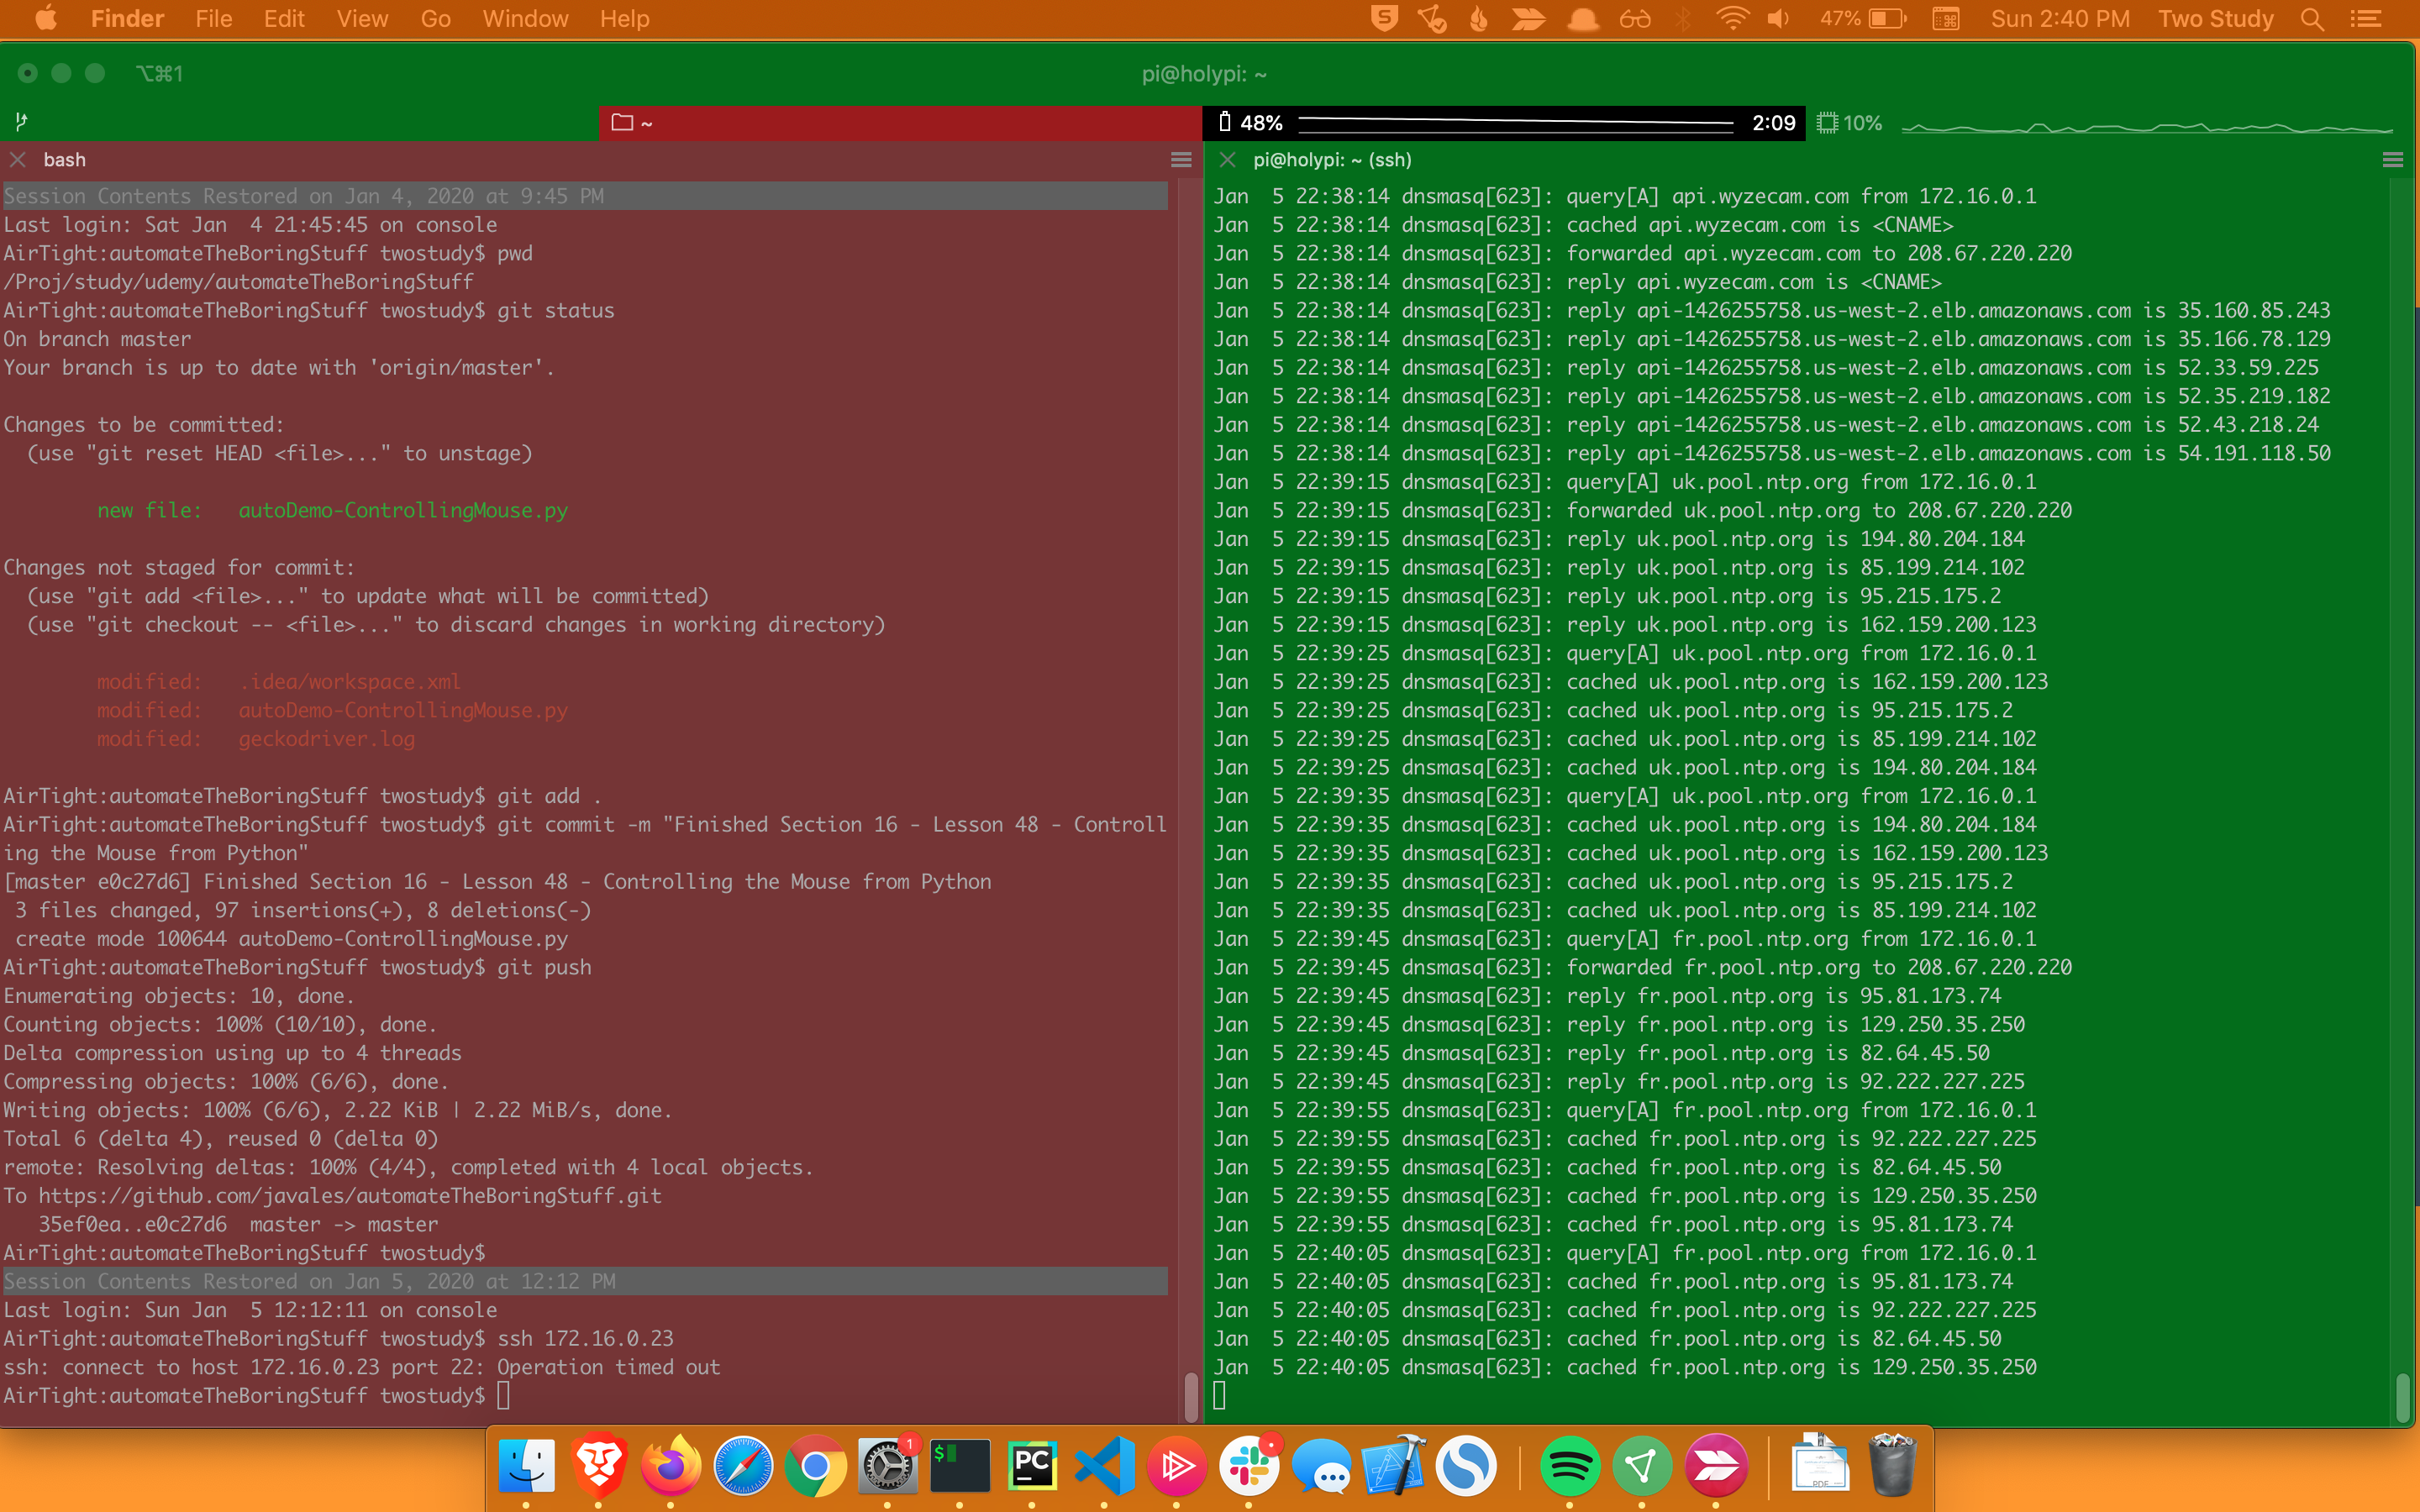 Finder File Edit View Go Window Help 47% Sun 2:40 PM Two Study
⌥⌘1 pi@holypi: ~
~ 48% 2:09 10%
bash
Session Contents Restored on Jan 4, 2020 at 9:45 PM
Last login: Sat Jan  4 21:45:45 on console
AirTight:automateTheBoringStuff twostudy$ pwd
/Proj/study/udemy/automateTheBoringStuff
AirTight:automateTheBoringStuff twostudy$ git status
On branch master
Your branch is up to date with 'origin/master'.
Changes to be committed:
  (use "git reset HEAD <file>..." to unstage)
        new file:   autoDemo-ControllingMouse.py
Changes not staged for commit:
  (use "git add <file>..." to update what will be committed)
  (use "git checkout -- <file>..." to discard changes in working directory)
        modified:   .idea/workspace.xml
        modified:   autoDemo-ControllingMouse.py
        modified:   geckodriver.log
AirTight:automateTheBoringStuff twostudy$ git add .
AirTight:automateTheBoringStuff twostudy$ git commit -m "Finished Section 16 - Lesson 48 - Controll
ing the Mouse from Python"
[master e0c27d6] Finished Section 16 - Lesson 48 - Controlling the Mouse from Python
 3 files changed, 97 insertions(+), 8 deletions(-)
 create mode 100644 autoDemo-ControllingMouse.py
AirTight:automateTheBoringStuff twostudy$ git push
Enumerating objects: 10, done.
Counting objects: 100% (10/10), done.
Delta compression using up to 4 threads
Compressing objects: 100% (6/6), done.
Writing objects: 100% (6/6), 2.22 KiB | 2.22 MiB/s, done.
Total 6 (delta 4), reused 0 (delta 0)
remote: Resolving deltas: 100% (4/4), completed with 4 local objects.
To https://github.com/javales/automateTheBoringStuff.git
   35ef0ea..e0c27d6  master -> master
AirTight:automateTheBoringStuff twostudy$
Session Contents Restored on Jan 5, 2020 at 12:12 PM
Last login: Sun Jan  5 12:12:11 on console
AirTight:automateTheBoringStuff twostudy$ ssh 172.16.0.23
ssh: connect to host 172.16.0.23 port 22: Operation timed out
AirTight:automateTheBoringStuff twostudy$
pi@holypi: ~ (ssh)
Jan  5 22:38:14 dnsmasq[623]: query[A] api.wyzecam.com from 172.16.0.1
Jan  5 22:38:14 dnsmasq[623]: cached api.wyzecam.com is <CNAME>
Jan  5 22:38:14 dnsmasq[623]: forwarded api.wyzecam.com to 208.67.220.220
Jan  5 22:38:14 dnsmasq[623]: reply api.wyzecam.com is <CNAME>
Jan  5 22:38:14 dnsmasq[623]: reply api-1426255758.us-west-2.elb.amazonaws.com is 35.160.85.243
Jan  5 22:38:14 dnsmasq[623]: reply api-1426255758.us-west-2.elb.amazonaws.com is 35.166.78.129
Jan  5 22:38:14 dnsmasq[623]: reply api-1426255758.us-west-2.elb.amazonaws.com is 52.33.59.225
Jan  5 22:38:14 dnsmasq[623]: reply api-1426255758.us-west-2.elb.amazonaws.com is 52.35.219.182
Jan  5 22:38:14 dnsmasq[623]: reply api-1426255758.us-west-2.elb.amazonaws.com is 52.43.218.24
Jan  5 22:38:14 dnsmasq[623]: reply api-1426255758.us-west-2.elb.amazonaws.com is 54.191.118.50
Jan  5 22:39:15 dnsmasq[623]: query[A] uk.pool.ntp.org from 172.16.0.1
Jan  5 22:39:15 dnsmasq[623]: forwarded uk.pool.ntp.org to 208.67.220.220
Jan  5 22:39:15 dnsmasq[623]: reply uk.pool.ntp.org is 194.80.204.184
Jan  5 22:39:15 dnsmasq[623]: reply uk.pool.ntp.org is 85.199.214.102
Jan  5 22:39:15 dnsmasq[623]: reply uk.pool.ntp.org is 95.215.175.2
Jan  5 22:39:15 dnsmasq[623]: reply uk.pool.ntp.org is 162.159.200.123
Jan  5 22:39:25 dnsmasq[623]: query[A] uk.pool.ntp.org from 172.16.0.1
Jan  5 22:39:25 dnsmasq[623]: cached uk.pool.ntp.org is 162.159.200.123
Jan  5 22:39:25 dnsmasq[623]: cached uk.pool.ntp.org is 95.215.175.2
Jan  5 22:39:25 dnsmasq[623]: cached uk.pool.ntp.org is 85.199.214.102
Jan  5 22:39:25 dnsmasq[623]: cached uk.pool.ntp.org is 194.80.204.184
Jan  5 22:39:35 dnsmasq[623]: query[A] uk.pool.ntp.org from 172.16.0.1
Jan  5 22:39:35 dnsmasq[623]: cached uk.pool.ntp.org is 194.80.204.184
Jan  5 22:39:35 dnsmasq[623]: cached uk.pool.ntp.org is 162.159.200.123
Jan  5 22:39:35 dnsmasq[623]: cached uk.pool.ntp.org is 95.215.175.2
Jan  5 22:39:35 dnsmasq[623]: cached uk.pool.ntp.org is 85.199.214.102
Jan  5 22:39:45 dnsmasq[623]: query[A] fr.pool.ntp.org from 172.16.0.1
Jan  5 22:39:45 dnsmasq[623]: forwarded fr.pool.ntp.org to 208.67.220.220
Jan  5 22:39:45 dnsmasq[623]: reply fr.pool.ntp.org is 95.81.173.74
Jan  5 22:39:45 dnsmasq[623]: reply fr.pool.ntp.org is 129.250.35.250
Jan  5 22:39:45 dnsmasq[623]: reply fr.pool.ntp.org is 82.64.45.50
Jan  5 22:39:45 dnsmasq[623]: reply fr.pool.ntp.org is 92.222.227.225
Jan  5 22:39:55 dnsmasq[623]: query[A] fr.pool.ntp.org from 172.16.0.1
Jan  5 22:39:55 dnsmasq[623]: cached fr.pool.ntp.org is 92.222.227.225
Jan  5 22:39:55 dnsmasq[623]: cached fr.pool.ntp.org is 82.64.45.50
Jan  5 22:39:55 dnsmasq[623]: cached fr.pool.ntp.org is 129.250.35.250
Jan  5 22:39:55 dnsmasq[623]: cached fr.pool.ntp.org is 95.81.173.74
Jan  5 22:40:05 dnsmasq[623]: query[A] fr.pool.ntp.org from 172.16.0.1
Jan  5 22:40:05 dnsmasq[623]: cached fr.pool.ntp.org is 95.81.173.74
Jan  5 22:40:05 dnsmasq[623]: cached fr.pool.ntp.org is 92.222.227.225
Jan  5 22:40:05 dnsmasq[623]: cached fr.pool.ntp.org is 82.64.45.50
Jan  5 22:40:05 dnsmasq[623]: cached fr.pool.ntp.org is 129.250.35.250
1
$
PC
PDF